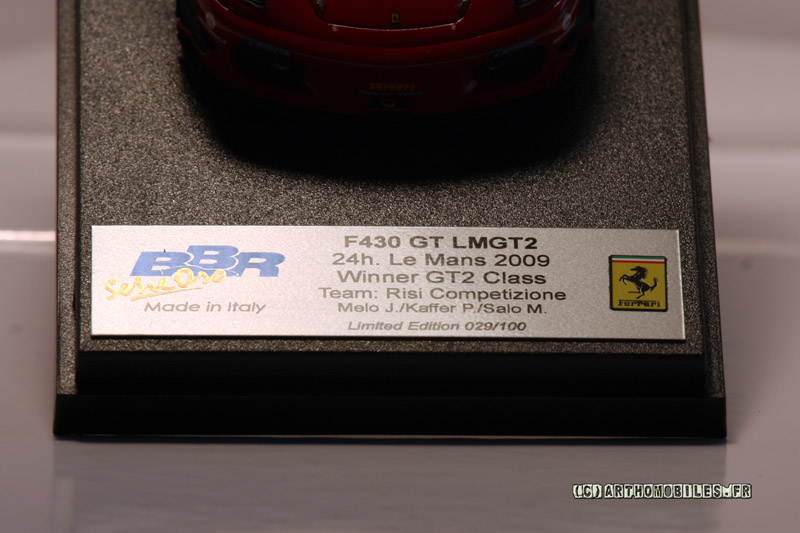 Ferrari
BBR
Serie Oro
Made in Italy
F430 GT LMGT2
24h. Le Mans 2009
Winner GT2 Class
Team: Risi Competizione
Melo J./Kaffer P./Salo M.
Limited Edition 029/100
Ferrari
(C)ARTHOMOBILES.FR